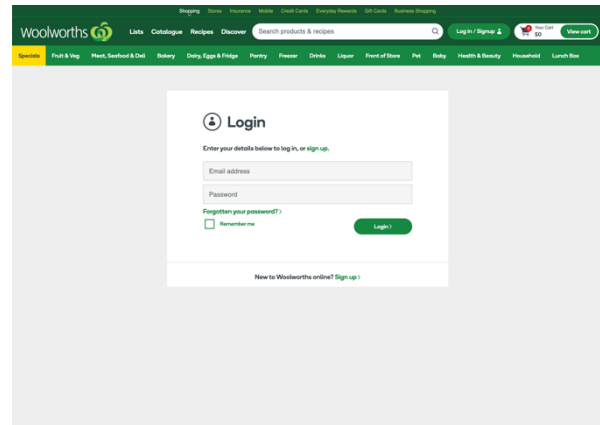 Shopping Stores Insurance Mobile Credit Cards Everyday Rewards Gift Cards Business Shopping
Woolworths Lists Catalogue Recipes Discover Search products & recipes Log in / Signup 0 Your Cart $0 View cart
Specials Fruit & Veg Meat, Seafood & Deli Bakery Dairy, Eggs & Fridge Pantry Freezer Drinks Liquor Front of Store Pet Baby Health & Beauty Household Lunch Box
Login
Enter your details below to log in, or sign up.
Email address
Password
Forgotten your password? >
Remember me Login >
New to Woolworths online? Sign up >